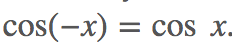 cos(−x) = cos x.